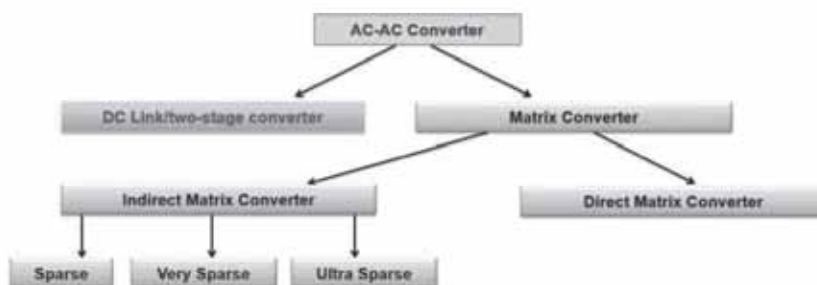 AC-AC Converter
DC Link/two-stage converter
Matrix Converter
Indirect Matrix Converter
Direct Matrix Converter
Sparse
Very Sparse
Ultra Sparse